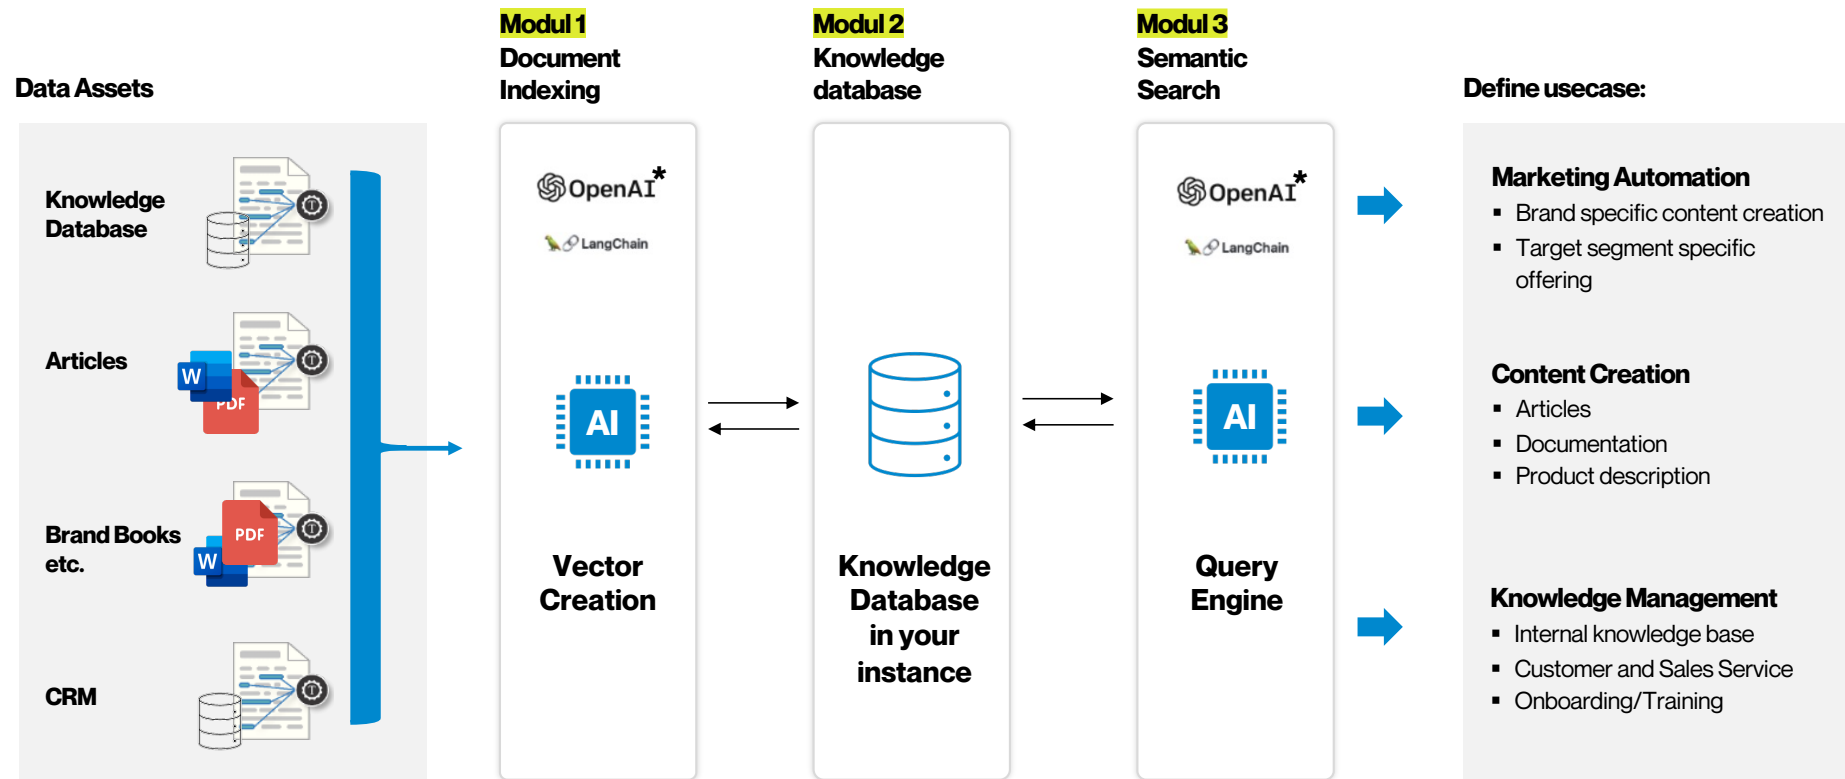 Data Assets
Knowledge
Database
Articles
W
PDF
Brand Books
etc.
PDF
W
CRM
Modul 1
Document
Indexing
OpenAI*
LangChain
AI
Vector
Creation
Modul 2
Knowledge
database
Knowledge
Database
in your
instance
Modul 3
Semantic
Search
OpenAI*
LangChain
AI
Query
Engine
Define usecase:
Marketing Automation
▪ Brand specific content creation
▪ Target segment specific
offering
Content Creation
▪ Articles
▪ Documentation
▪ Product description
Knowledge Management
▪ Internal knowledge base
▪ Customer and Sales Service
▪ Onboarding/Training